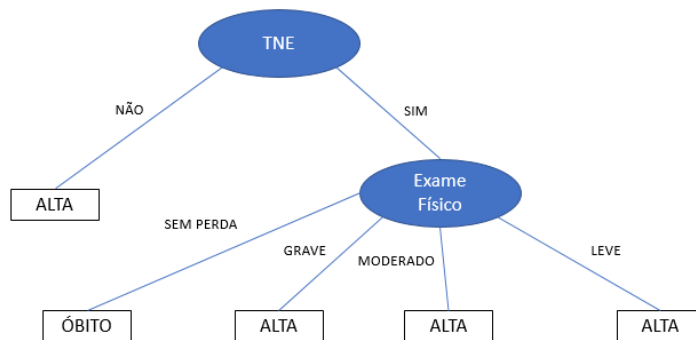 TNE
NÃO
SIM
ALTA
Exame
Físico
SEM PERDA
GRAVE
MODERADO
LEVE
ÓBITO
ALTA
ALTA
ALTA